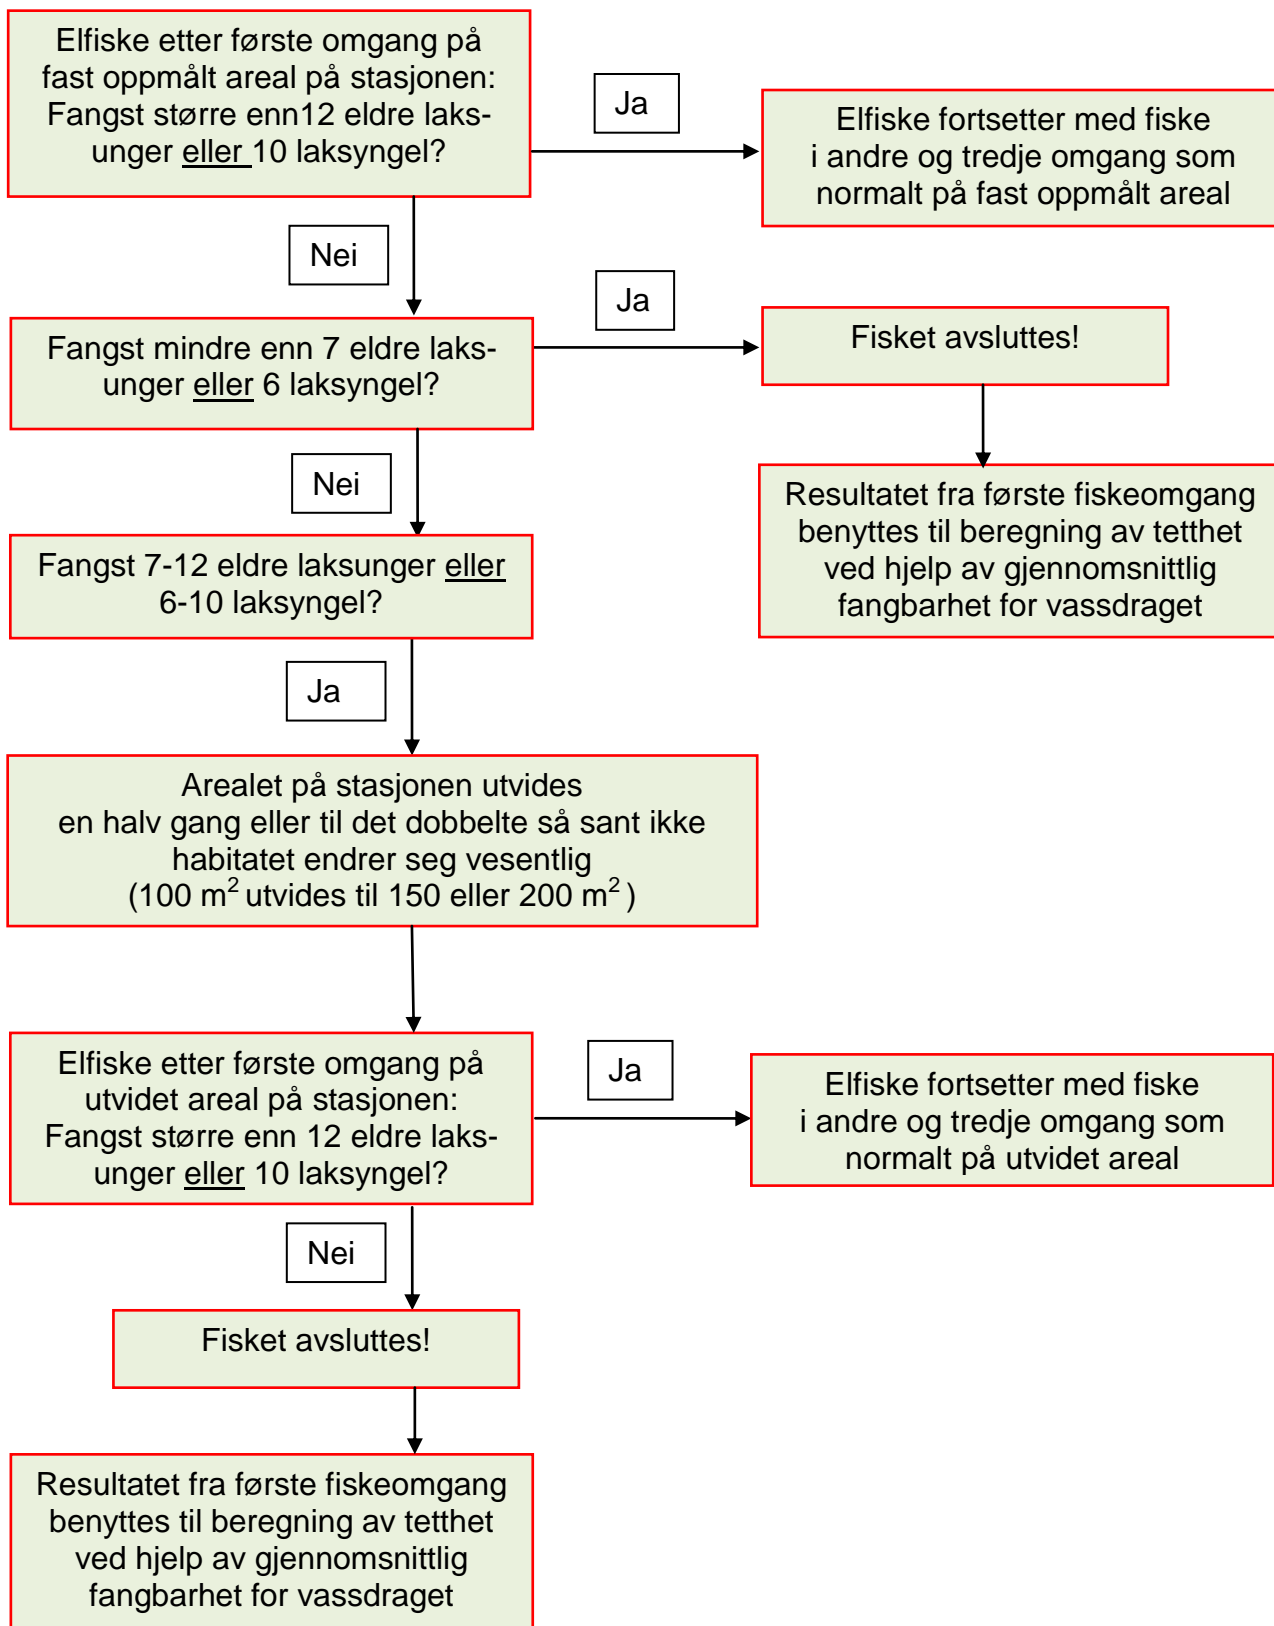 Elfiske etter første omgang på
fast oppmålt areal på stasjonen:
Fangst større enn12 eldre laks-
unger eller 10 laksyngel?
Ja
Elfiske fortsetter med fiske
i andre og tredje omgang som
normalt på fast oppmålt areal
Nei
Fangst mindre enn 7 eldre laks-
unger eller 6 laksyngel?
Ja
Fisket avsluttes!
Resultatet fra første fiskeomgang
benyttes til beregning av tetthet
ved hjelp av gjennomsnittlig
fangbarhet for vassdraget
Nei
Fangst 7-12 eldre laksunger eller
6-10 laksyngel?
Ja
Arealet på stasjonen utvides
en halv gang eller til det dobbelte så sant ikke
habitatet endrer seg vesentlig
(100 m² utvides til 150 eller 200 m² )
Elfiske etter første omgang på
utvidet areal på stasjonen:
Fangst større enn 12 eldre laks-
unger eller 10 laksyngel?
Ja
Elfiske fortsetter med fiske
i andre og tredje omgang som
normalt på utvidet areal
Nei
Fisket avsluttes!
Resultatet fra første fiskeomgang
benyttes til beregning av tetthet
ved hjelp av gjennomsnittlig
fangbarhet for vassdraget